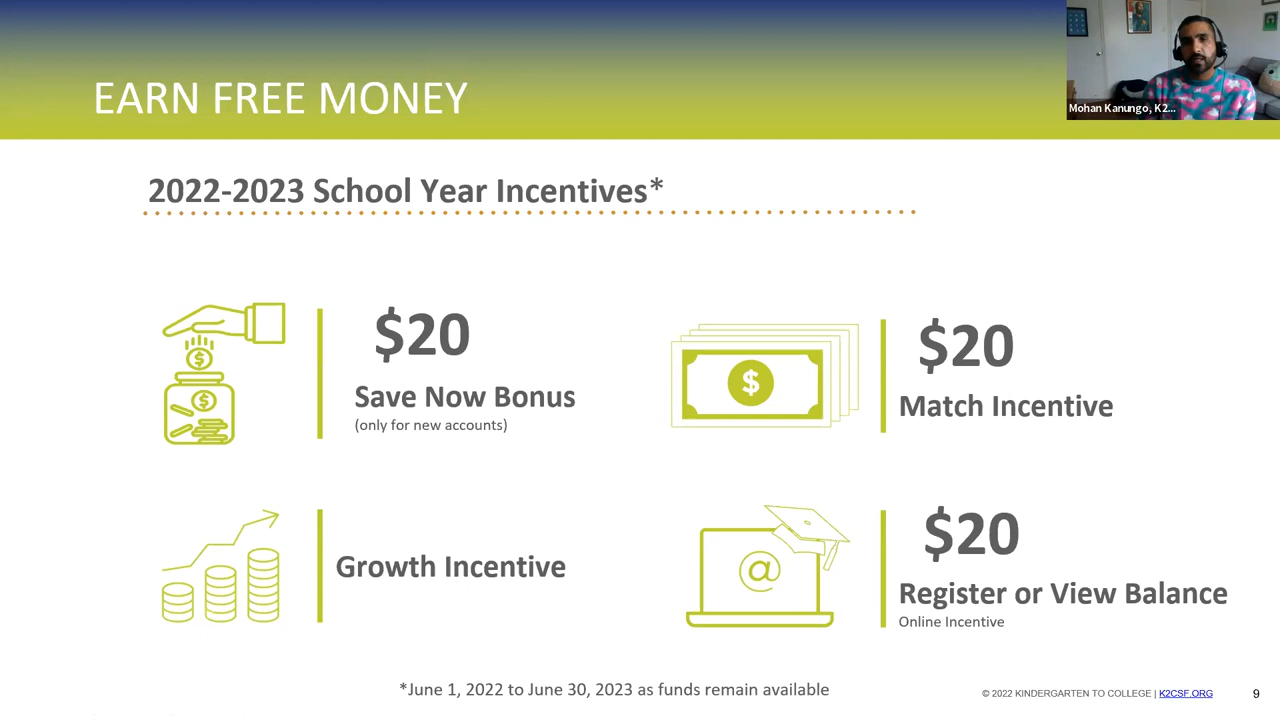 EARN FREE MONEY
Mohan Kanungo, K2...
2022-2023 School Year Incentives*
$20
Save Now Bonus
(only for new accounts)
$20
Match Incentive
Growth Incentive
$20
Register or View Balance
Online Incentive
*June 1, 2022 to June 30, 2023 as funds remain available
© 2022 KINDERGARTEN TO COLLEGE | K2CSF.ORG
9